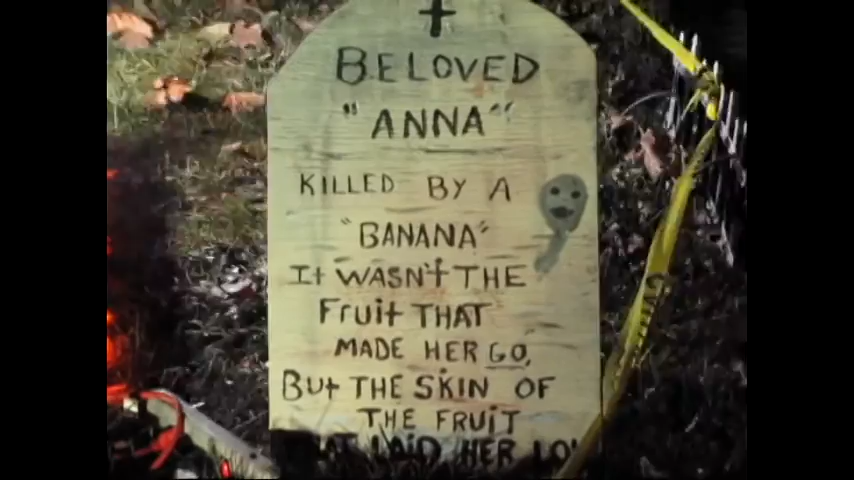 BELOVED
"ANNA"
KILLED BY A
"BANANA"
It WASN't THE
Fruit THAT
MADE HER GO,
But THE SKIN OF
THE FRUiT
LAiD HER